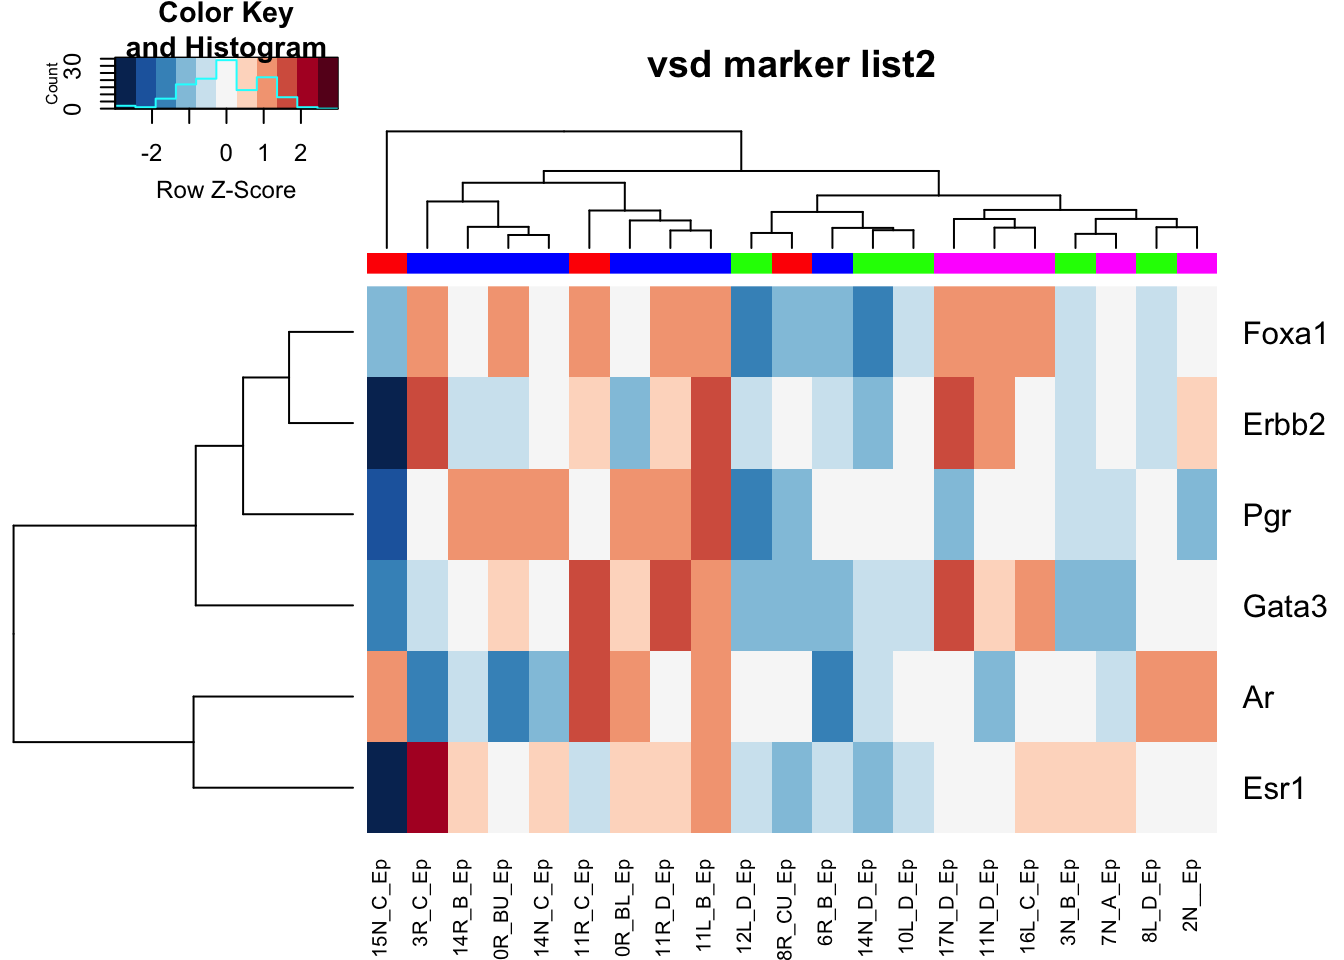 Color Key
and Histogram
Count
0 30
-2 0 1 2
Row Z-Score
vsd marker list2
Foxa1
Erbb2
Pgr
Gata3
Ar
Esr1
15N_C_Ep
3R_C_Ep
14R_B_Ep
0R_BU_Ep
14N_C_Ep
11R_C_Ep
0R_BL_Ep
11R_D_Ep
11L_B_Ep
12L_D_Ep
8R_CU_Ep
6R_B_Ep
14N_D_Ep
10L_D_Ep
17N_D_Ep
11N_D_Ep
16L_C_Ep
3N_B_Ep
7N_A_Ep
8L_D_Ep
2N__Ep